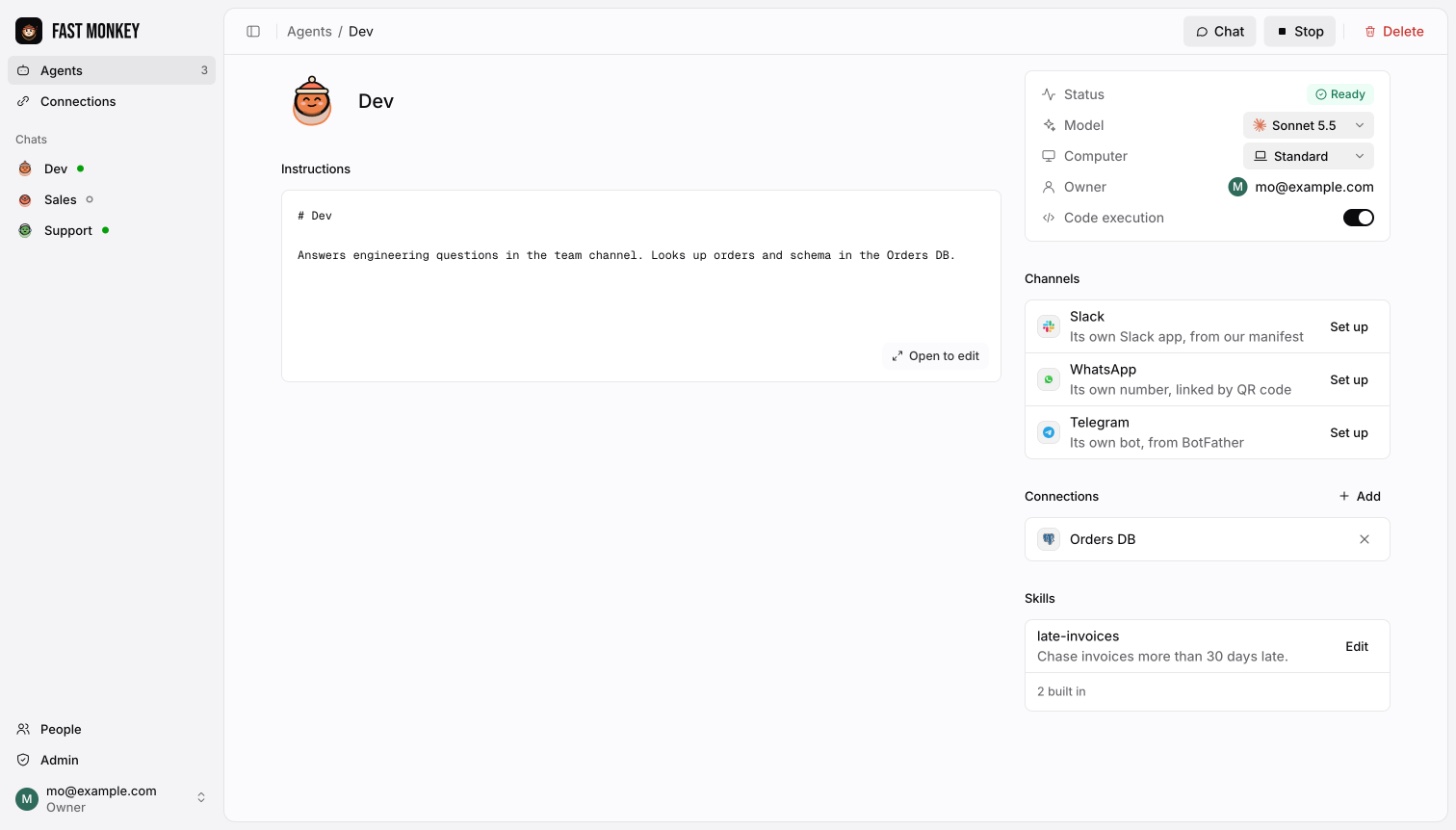 FAST MONKEY
Agents 3
Connections
Chats
Dev
Sales
Support
People
Admin
M
mo@example.com
Owner
Agents / Dev
Chat
Stop
Delete
Dev
Instructions
# Dev
Answers engineering questions in the team channel. Looks up orders and schema in the Orders DB.
Open to edit
Status Ready
Model Sonnet 5.5
Computer Standard
Owner M mo@example.com
Code execution
Channels
Slack
Its own Slack app, from our manifest
Set up
WhatsApp
Its own number, linked by QR code
Set up
Telegram
Its own bot, from BotFather
Set up
Connections + Add
Orders DB
Skills
late-invoices
Chase invoices more than 30 days late.
Edit
2 built in